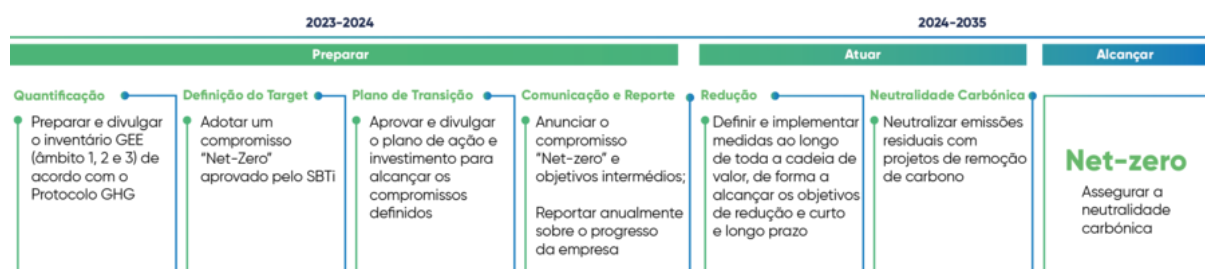 2023-2024
2024-2035
Preparar
Atuar
Alcançar
Quantificação
Preparar e divulgar
o inventário GEE
(âmbito 1, 2 e 3) de
acordo com o
Protocolo GHG
Definição do Target
Adotar um
compromisso
“Net-Zero”
aprovado pelo SBTi
Plano de Transição
Aprovar e divulgar
o plano de ação e
investimento para
alcançar os
compromissos
definidos
Comunicação e Reporte
Anunciar o
compromisso
“Net-zero” e
objetivos intermédios;
Reportar anualmente
sobre o progresso
da empresa
Redução
Definir e implementar
medidas ao longo
de toda a cadeia de
valor, de forma a
alcançar os objetivos
de redução e curto
e longo prazo
Neutralidade Carbónica
Neutralizar emissões
residuais com
projetos de remoção
de carbono
Net-zero
Assegurar a
neutralidade
carbónica